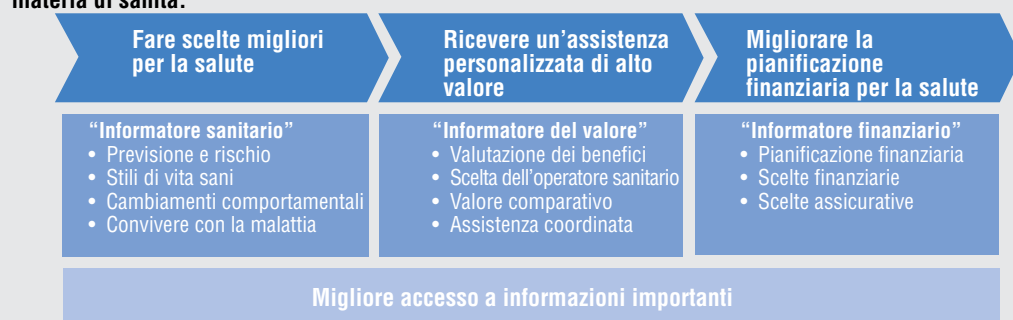 materia di sanità.
Fare scelte migliori
per la salute
Ricevere un’assistenza
personalizzata di alto
valore
Migliorare la
pianificazione
finanziaria per la salute
“Informatore sanitario”
• Previsione e rischio
• Stili di vita sani
• Cambiamenti comportamentali
• Convivere con la malattia
“Informatore del valore”
• Valutazione dei benefici
• Scelta dell’operatore sanitario
• Valore comparativo
• Assistenza coordinata
“Informatore finanziario”
• Pianificazione finanziaria
• Scelte finanziarie
• Scelte assicurative
Migliore accesso a informazioni importanti